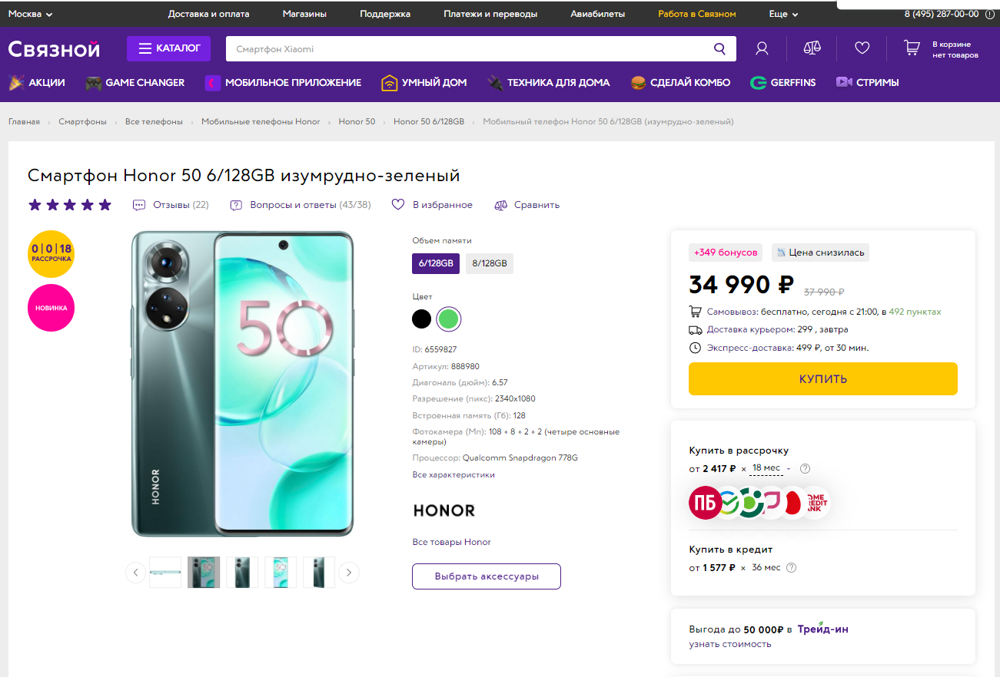 Москва
Доставка и оплата
Магазины
Поддержка
Платежи и переводы
Авиабилеты
Работа в Связном
Еще
8 (495) 287-00-00
Связной
КАТАЛОГ
Смартфон Xiaomi
В корзине
нет товаров
АКЦИИ
GAME CHANGER
МОБИЛЬНОЕ ПРИЛОЖЕНИЕ
УМНЫЙ ДОМ
ТЕХНИКА ДЛЯ ДОМА
СДЕЛАЙ КОМБО
GERFFINS
СТРИМЫ
Главная › Смартфоны › Все телефоны › Мобильные телефоны Honor › Honor 50 › Honor 50 6/128GB › Мобильный телефон Honor 50 6/128GB (изумрудно-зеленый)
Смартфон Honor 50 6/128GB изумрудно-зеленый
Отзывы (22)
Вопросы и ответы (43/38)
В избранное
Сравнить
0|0|18
РАССРОЧКА
НОВИНКА
50
HONOR
Объем памяти
6/128GB
8/128GB
Цвет
ID: 6559827
Артикул: 888980
Диагональ (дюйм): 6.57
Разрешение (пикс): 2340x1080
Встроенная память (Гб): 128
Фотокамера (Мп): 108 + 8 + 2 + 2 (четыре основные
камеры)
Процессор: Qualcomm Snapdragon 778G
Все характеристики
HONOR
Все товары Honor
Выбрать аксессуары
+349 бонусов
Цена снизилась
34 990 ₽
37 990 ₽
Самовывоз: бесплатно, сегодня с 21:00, в 492 пунктах
Доставка курьером: 299 , завтра
Экспресс-доставка: 499 ₽, от 30 мин.
КУПИТЬ
Купить в рассрочку
от 2 417 ₽ × 18 мес
ПБ
Купить в кредит
от 1 577 ₽ × 36 мес
Выгода до 50 000₽ в Трейд-ин
узнать стоимость